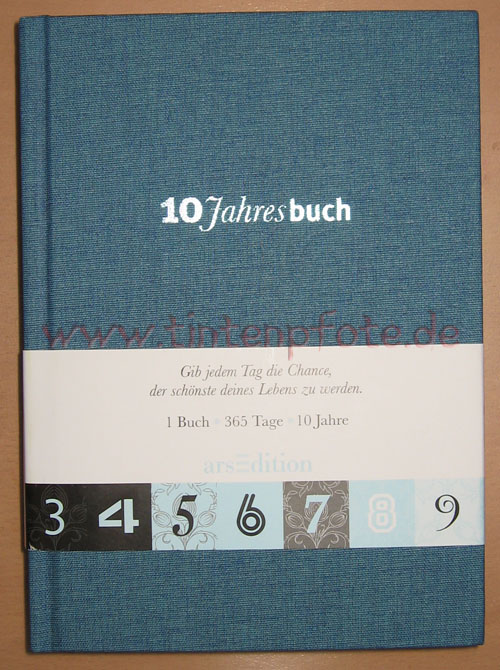 10 Jahresbuch
www.tintenpfote.de
Gib jedem Tag die Chance,
der schönste deines Lebens zu werden.
1 Buch * 365 Tage * 10 Jahre
arsEdition
3 4 5 6 7 8 9